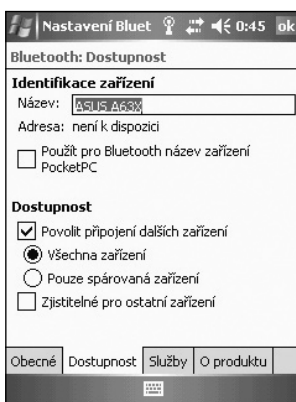 Nastavení Bluet 0:45 ok
Bluetooth: Dostupnost
Identifikace zařízení
Název: ASUS A63X
Adresa: není k dispozici
Použít pro Bluetooth název zařízení
PocketPC
Dostupnost
Povolit připojení dalších zařízení
Všechna zařízení
Pouze spárovaná zařízení
Zjistitelné pro ostatní zařízení
Obecné Dostupnost Služby O produktu